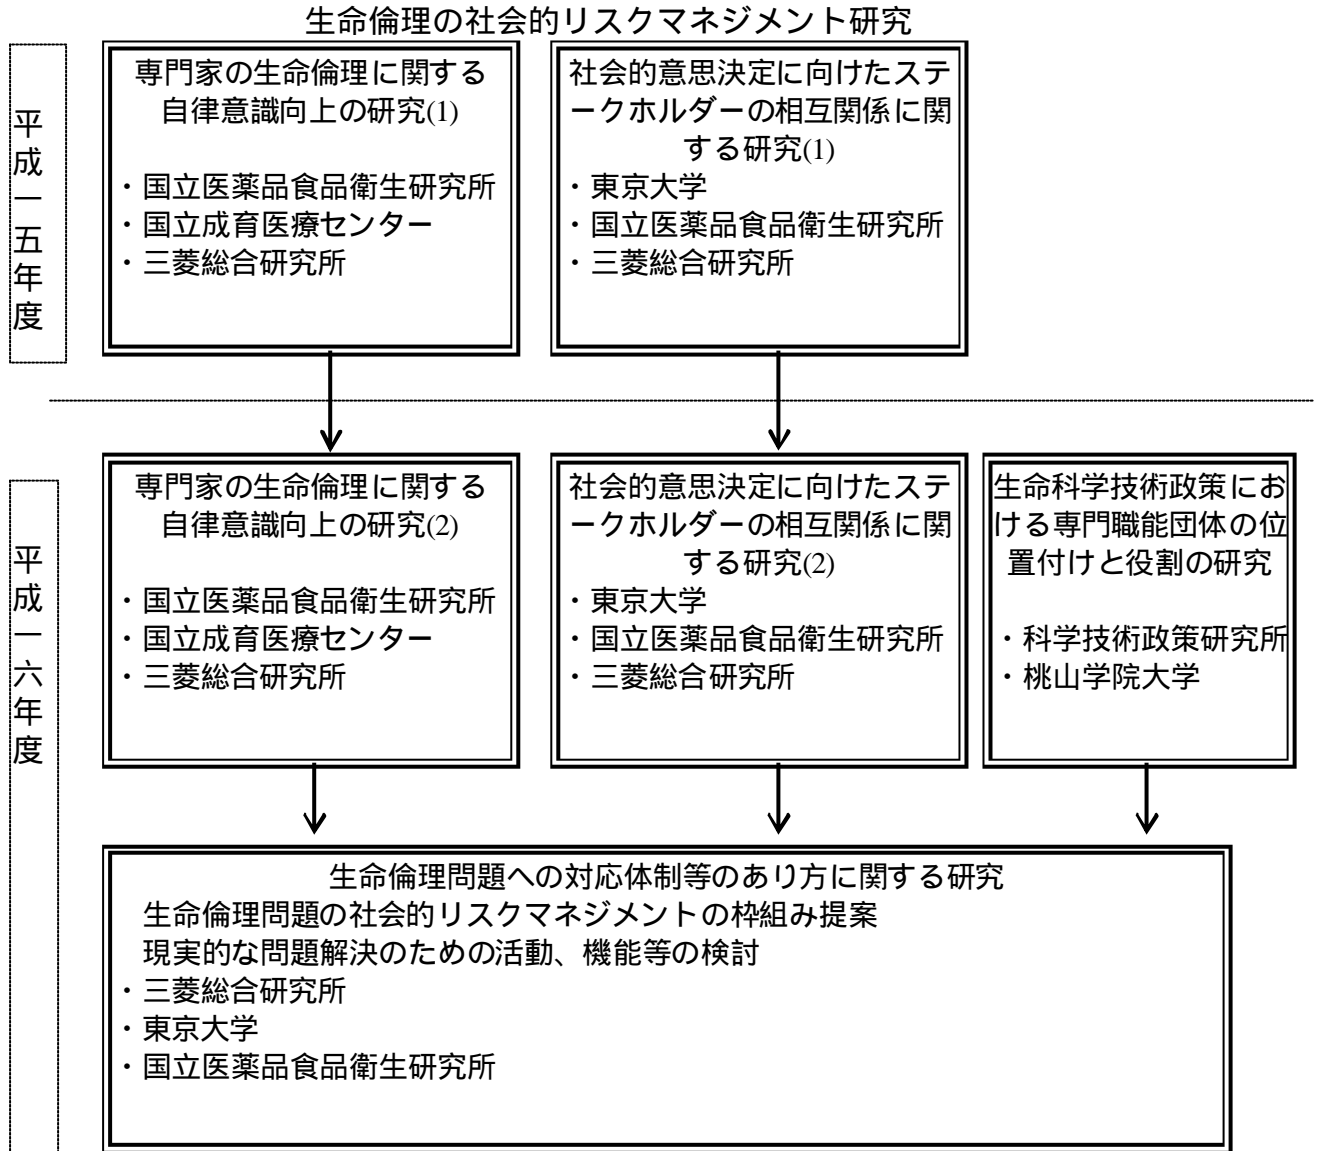 生命倫理の社会的リスクマネジメント研究
平成一五年度
専門家の生命倫理に関する
自律意識向上の研究(1)
・国立医薬品食品衛生研究所
・国立成育医療センター
・三菱総合研究所
社会的意思決定に向けたステ
ークホルダーの相互関係に関
する研究(1)
・東京大学
・国立医薬品食品衛生研究所
・三菱総合研究所
平成一六年度
専門家の生命倫理に関する
自律意識向上の研究(2)
・国立医薬品食品衛生研究所
・国立成育医療センター
・三菱総合研究所
社会的意思決定に向けたステ
ークホルダーの相互関係に関
する研究(2)
・東京大学
・国立医薬品食品衛生研究所
・三菱総合研究所
生命科学技術政策にお
ける専門職能団体の位
置付けと役割の研究
・科学技術政策研究所
・桃山学院大学
生命倫理問題への対応体制等のあり方に関する研究
生命倫理問題の社会的リスクマネジメントの枠組み提案
現実的な問題解決のための活動、機能等の検討
・三菱総合研究所
・東京大学
・国立医薬品食品衛生研究所